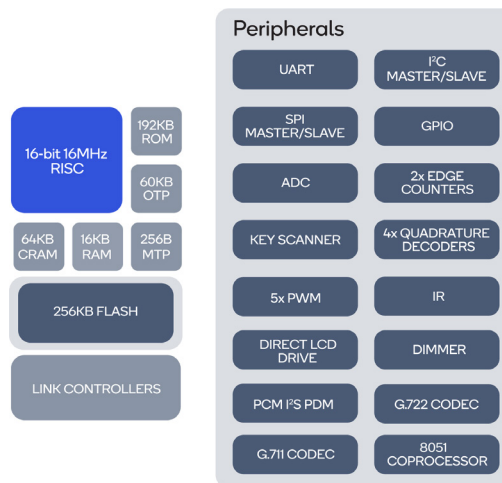 Peripherals
UART
I²C
MASTER/SLAVE
16-bit 16MHz
RISC
192KB
ROM
SPI
MASTER/SLAVE
GPIO
60KB
OTP
ADC
2x EDGE
COUNTERS
64KB
CRAM
16KB
RAM
256B
MTP
KEY SCANNER
4x QUADRATURE
DECODERS
256KB FLASH
5x PWM
IR
DIRECT LCD
DRIVE
DIMMER
LINK CONTROLLERS
PCM I²S PDM
G.722 CODEC
G.711 CODEC
8051
COPROCESSOR